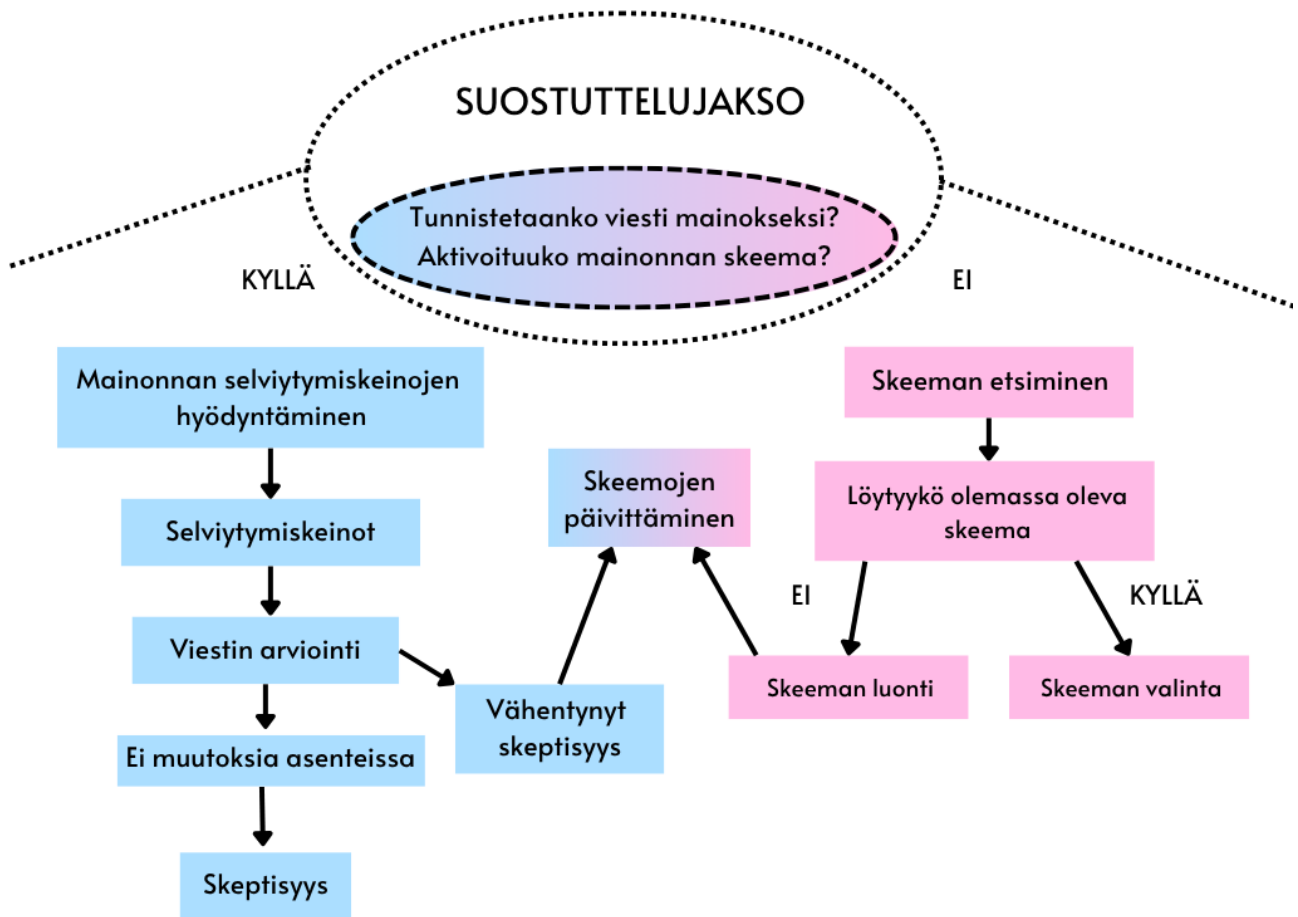 SUOSTUTTELUJAKSO
Tunnistetaanko viesti mainokseksi?
Aktivoituuko mainonnan skeema?
KYLLÄ
EI
Mainonnan selviytymiskeinojen
hyödyntäminen
Selviytymiskeinot
Viestin arviointi
Ei muutoksia asenteissa
Skeptisyys
Vähentynyt
skeptisyys
Skeemojen
päivittäminen
Skeeman etsiminen
Löytyykö olemassa oleva
skeema
EI
KYLLÄ
Skeeman luonti
Skeeman valinta